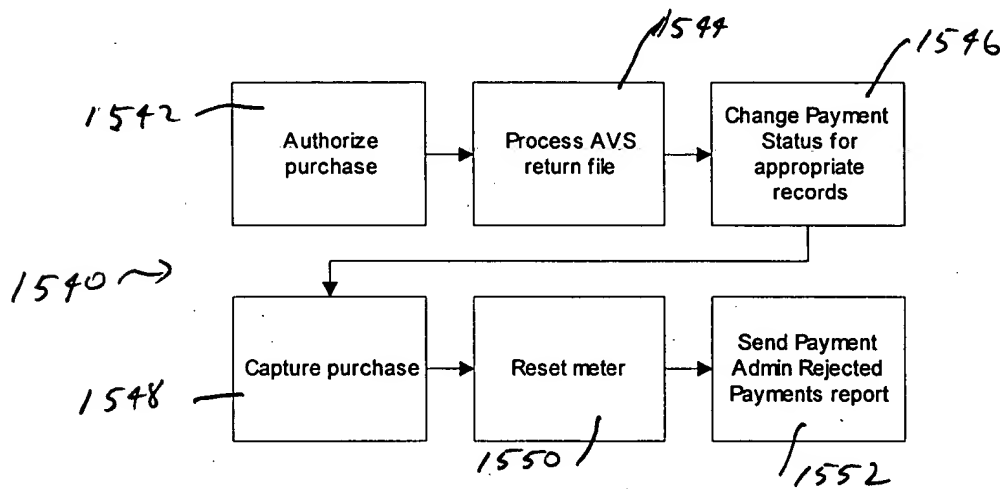 1542
Authorize
purchase
1544
Process AVS
return file
1546
Change Payment
Status for
appropriate
records
1540
1548
Capture purchase
Reset meter
1550
Send Payment
Admin Rejected
Payments report
1552